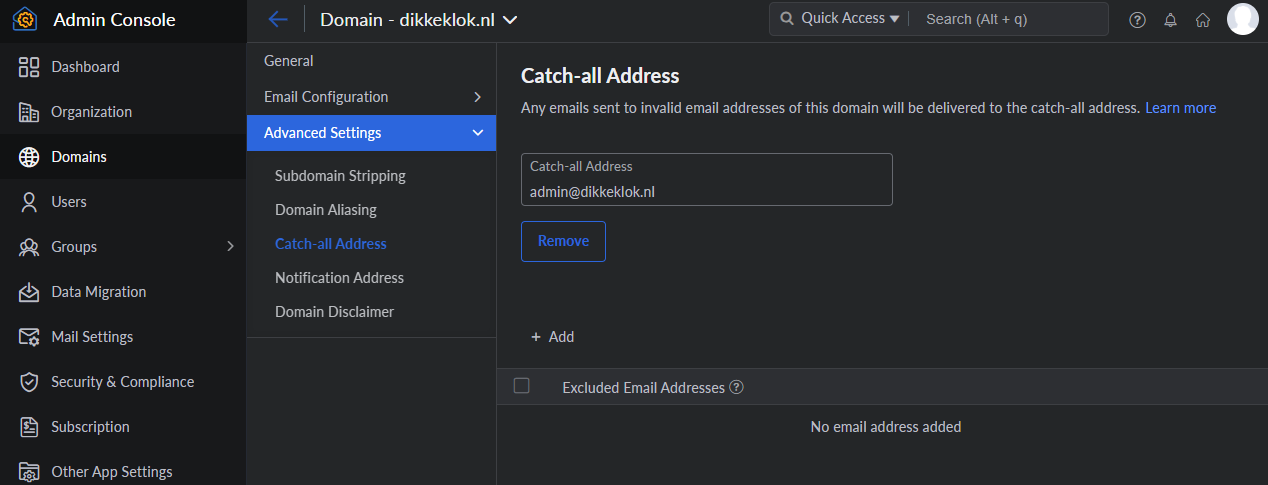 Admin Console
Dashboard
Organization
Domains
Users
Groups
Data Migration
Mail Settings
Security & Compliance
Subscription
Other App Settings
Domain - dikkeklok.nl
Quick Access
Search (Alt + q)
General
Email Configuration
Advanced Settings
Subdomain Stripping
Domain Aliasing
Catch-all Address
Notification Address
Domain Disclaimer
Catch-all Address
Any emails sent to invalid email addresses of this domain will be delivered to the catch-all address. Learn more
Catch-all Address
admin@dikkeklok.nl
Remove
+ Add
Excluded Email Addresses ?
No email address added